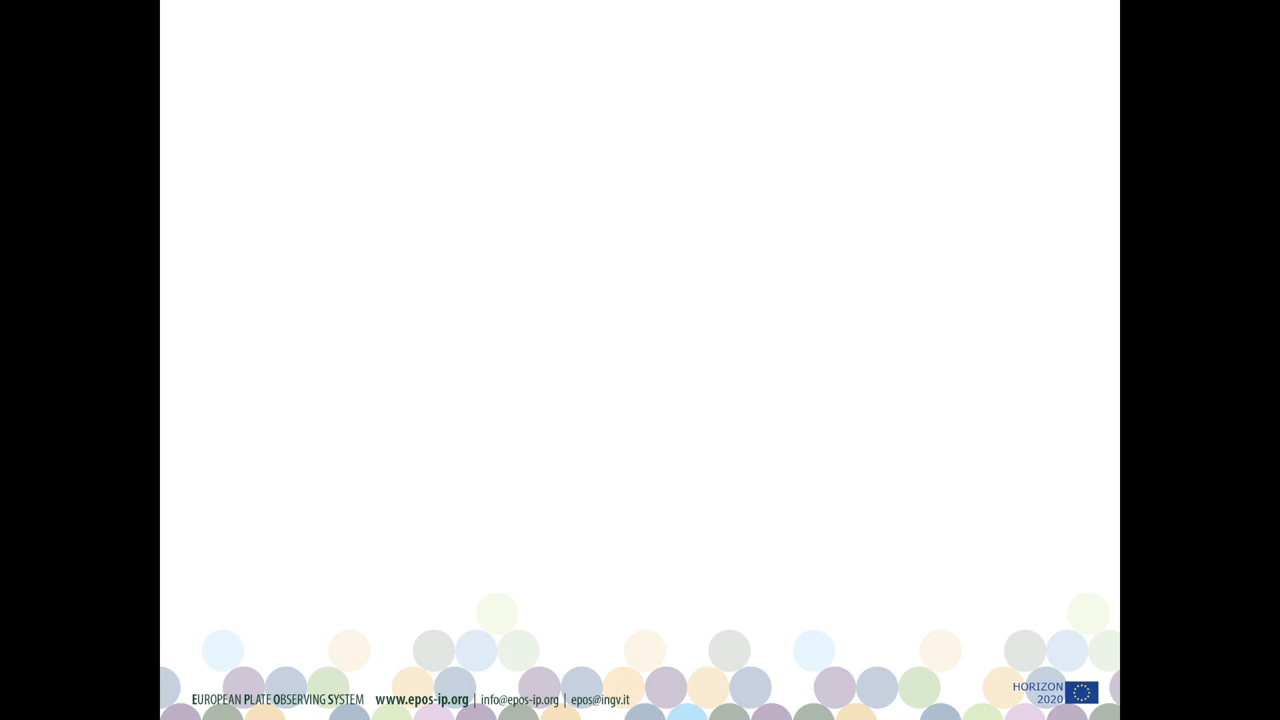 EUROPEAN PLATE OBSERVING SYSTEM www.epos-ip.org | info@epos-ip.org | epos@ingv.it
HORIZON
2020